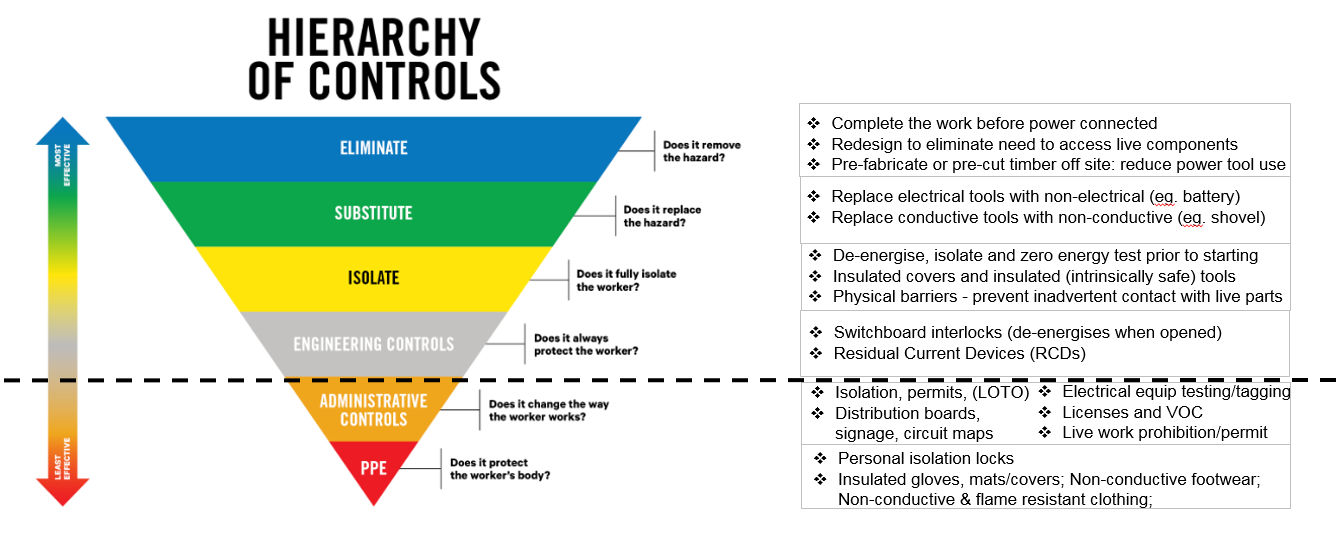 HIERARCHY
OF CONTROLS
MOST
EFFECTIVE
LEAST
EFFECTIVE
ELIMINATE
Does it remove
the hazard?
❖ Complete the work before power connected
❖ Redesign to eliminate need to access live components
❖ Pre-fabricate or pre-cut timber off site: reduce power tool use
SUBSTITUTE
Does it replace
the hazard?
❖ Replace electrical tools with non-electrical (eg. battery)
❖ Replace conductive tools with non-conductive (eg. shovel)
ISOLATE
Does it fully isolate
the worker?
❖ De-energise, isolate and zero energy test prior to starting
❖ Insulated covers and insulated (intrinsically safe) tools
❖ Physical barriers - prevent inadvertent contact with live parts
ENGINEERING CONTROLS
Does it always
protect the worker?
❖ Switchboard interlocks (de-energises when opened)
❖ Residual Current Devices (RCDs)
ADMINISTRATIVE
CONTROLS
Does it change the way
the worker works?
❖ Isolation, permits, (LOTO)
❖ Distribution boards,
signage, circuit maps
❖ Electrical equip testing/tagging
❖ Licenses and VOC
❖ Live work prohibition/permit
PPE
Does it protect
the worker's body?
❖ Personal isolation locks
❖ Insulated gloves, mats/covers; Non-conductive footwear;
Non-conductive & flame resistant clothing;